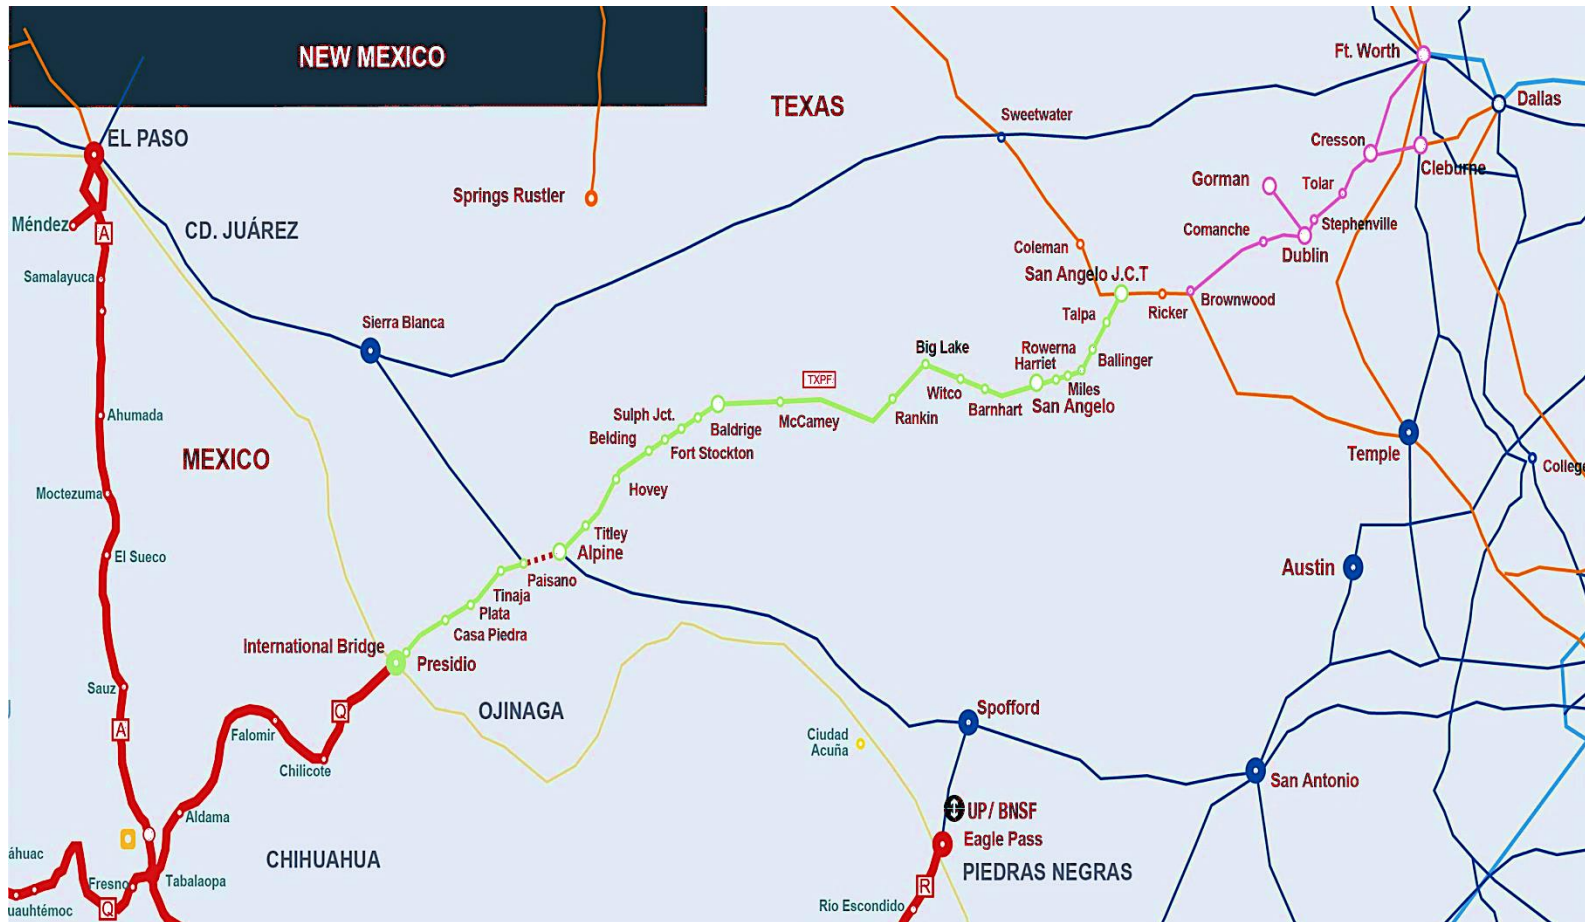 NEW MEXICO
Ft. Worth
TEXAS
Dallas
Sweetwater
EL PASO
Cresson
Cleburne
Springs Rustler
Gorman
Tolar
Méndez
A
CD. JUÁREZ
Stephenville
Comanche
Dublin
Coleman
Samalayuca
San Angelo J.C.T
Ricker
Brownwood
Talpa
Sierra Blanca
Big Lake
Rowerna
Harriet
Ballinger
TXPF
Witco
Miles
Barnhart
San Angelo
Ahumada
Sulph Jct.
Baldrige
McCamey
Rankin
Belding
Fort Stockton
MEXICO
Temple
College
Moctezuma
Hovey
Titley
El Sueco
Alpine
Austin
Paisano
Tinaja
Plata
Casa Piedra
International Bridge
Presidio
Sauz
Q
OJINAGA
Spofford
A
Falomir
Ciudad
Acuña
Chilicote
San Antonio
UP / BNSF
Aldama
Eagle Pass
áhuac
CHIHUAHUA
PIEDRAS NEGRAS
Fresno
Tabalaopa
R
uauhtémoc
Q
Rio Escondido